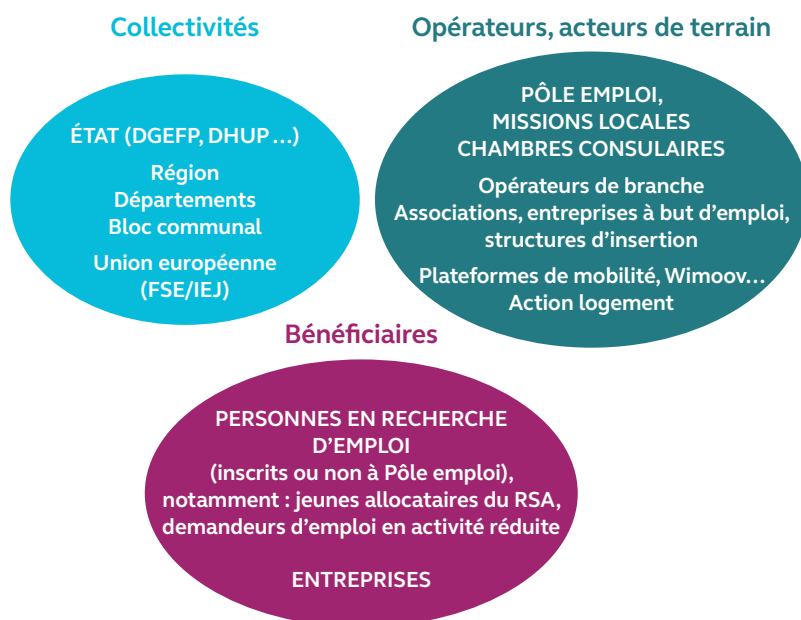 Collectivités
ÉTAT (DGEFP, DHUP …)
Région
Départements
Bloc communal
Union européenne
(FSE/IEJ)
Opérateurs, acteurs de terrain
PÔLE EMPLOI,
MISSIONS LOCALES
CHAMBRES CONSULAIRES
Opérateurs de branche
Associations, entreprises à but d’emploi,
structures d’insertion
Plateformes de mobilité, Wimoov…
Action logement
Bénéficiaires
PERSONNES EN RECHERCHE
D’EMPLOI
(inscrits ou non à Pôle emploi),
notamment : jeunes allocataires du RSA,
demandeurs d’emploi en activité réduite
ENTREPRISES